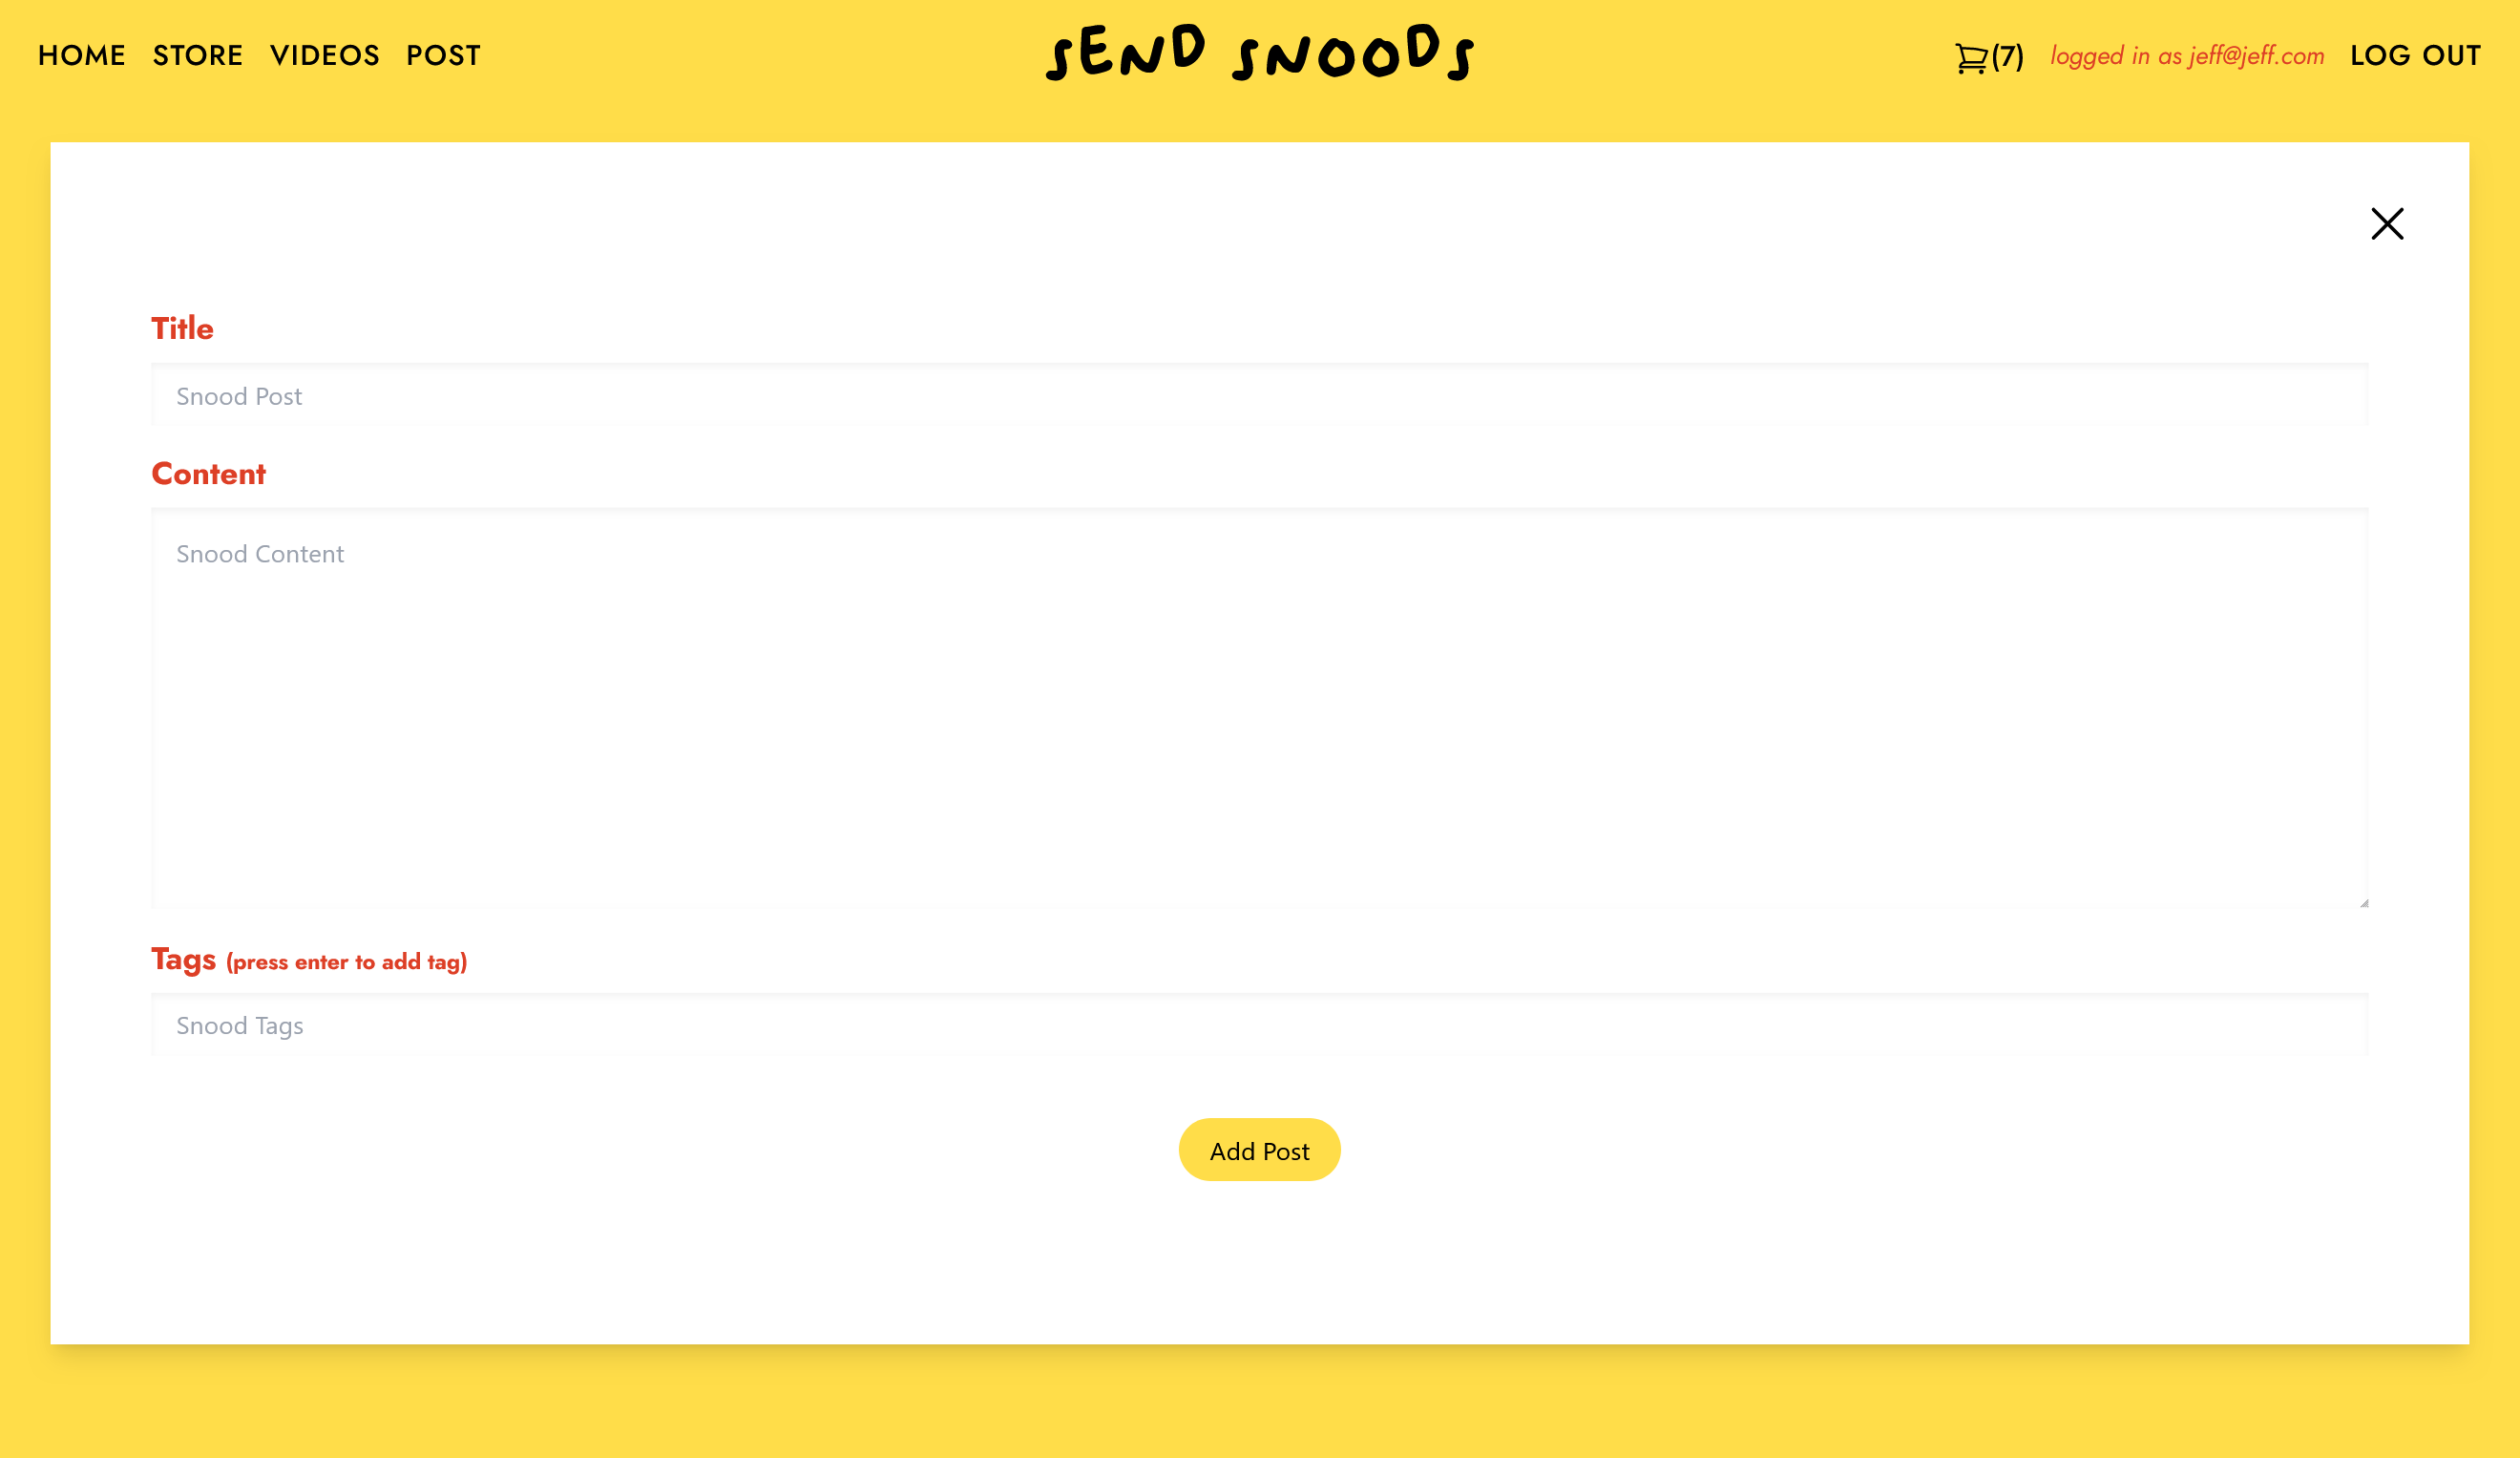 HOME STORE VIDEOS POST
SEND SNOODS
(7) logged in as jeff@jeff.com LOG OUT
Title
Snood Post
Content
Snood Content
Tags (press enter to add tag)
Snood Tags
Add Post